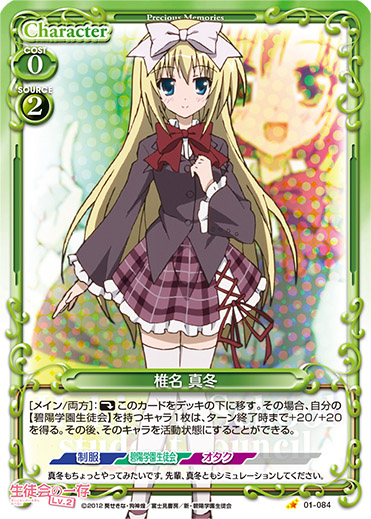 Precious Memories
Character
COST
0
SOURCE
2
椎名 真冬
[メイン/両方]: このカードをデッキの下に移す。その場合、自分の
【碧陽学園生徒会】を持つキャラ1枚は、ターン終了時まで+20/+20
を得る。その後、そのキャラを活動状態にすることができる。
制服 碧陽学園生徒会 オタク
真冬もちょっとやってみたいです。先輩、真冬ともシミュレーションしてください。
生徒会の一存
Lv.2
©2012 葵せきな・狗神煌/富士見書房/新・碧陽学園生徒会
01-084